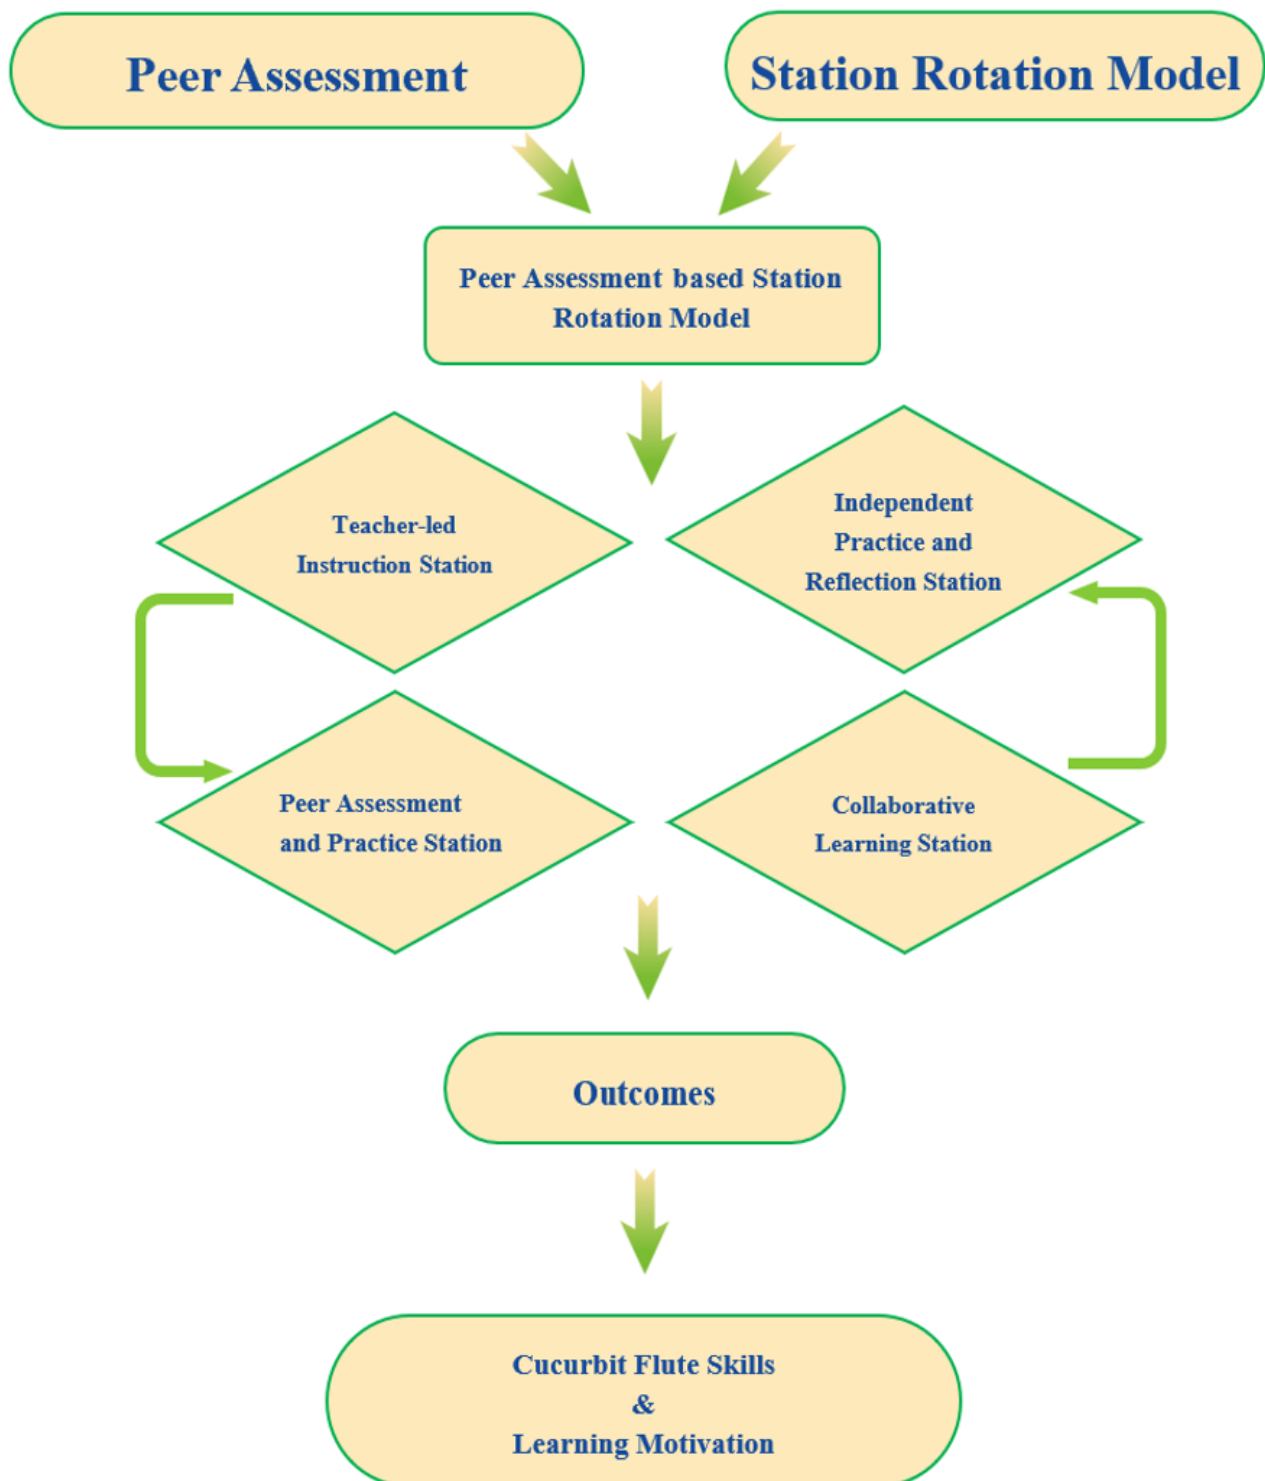 Peer Assessment
Station Rotation Model
Peer Assessment based Station
Rotation Model
Teacher-led
Instruction Station
Independent
Practice and
Reflection Station
Peer Assessment
and Practice Station
Collaborative
Learning Station
Outcomes
Cucurbit Flute Skills
&
Learning Motivation